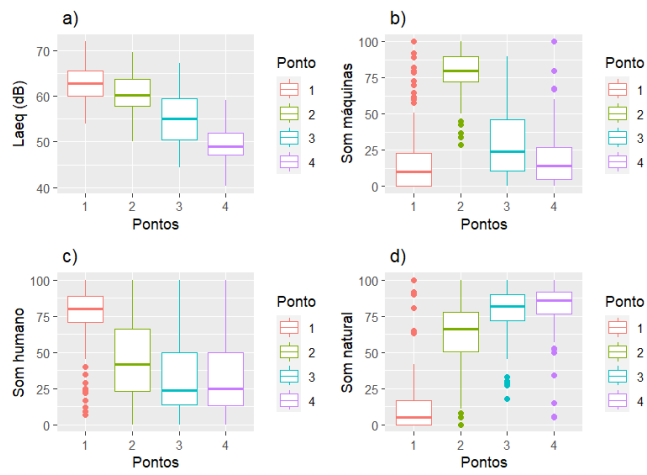 a)
Laeq (dB)
70
60
50
40
1 2 3 4
Pontos
Ponto
1
2
3
4
b)
Som máquinas
100
75
50
25
0
1 2 3 4
Pontos
Ponto
1
2
3
4
c)
Som humano
100
75
50
25
0
1 2 3 4
Pontos
Ponto
1
2
3
4
d)
Som natural
100
75
50
25
0
1 2 3 4
Pontos
Ponto
1
2
3
4